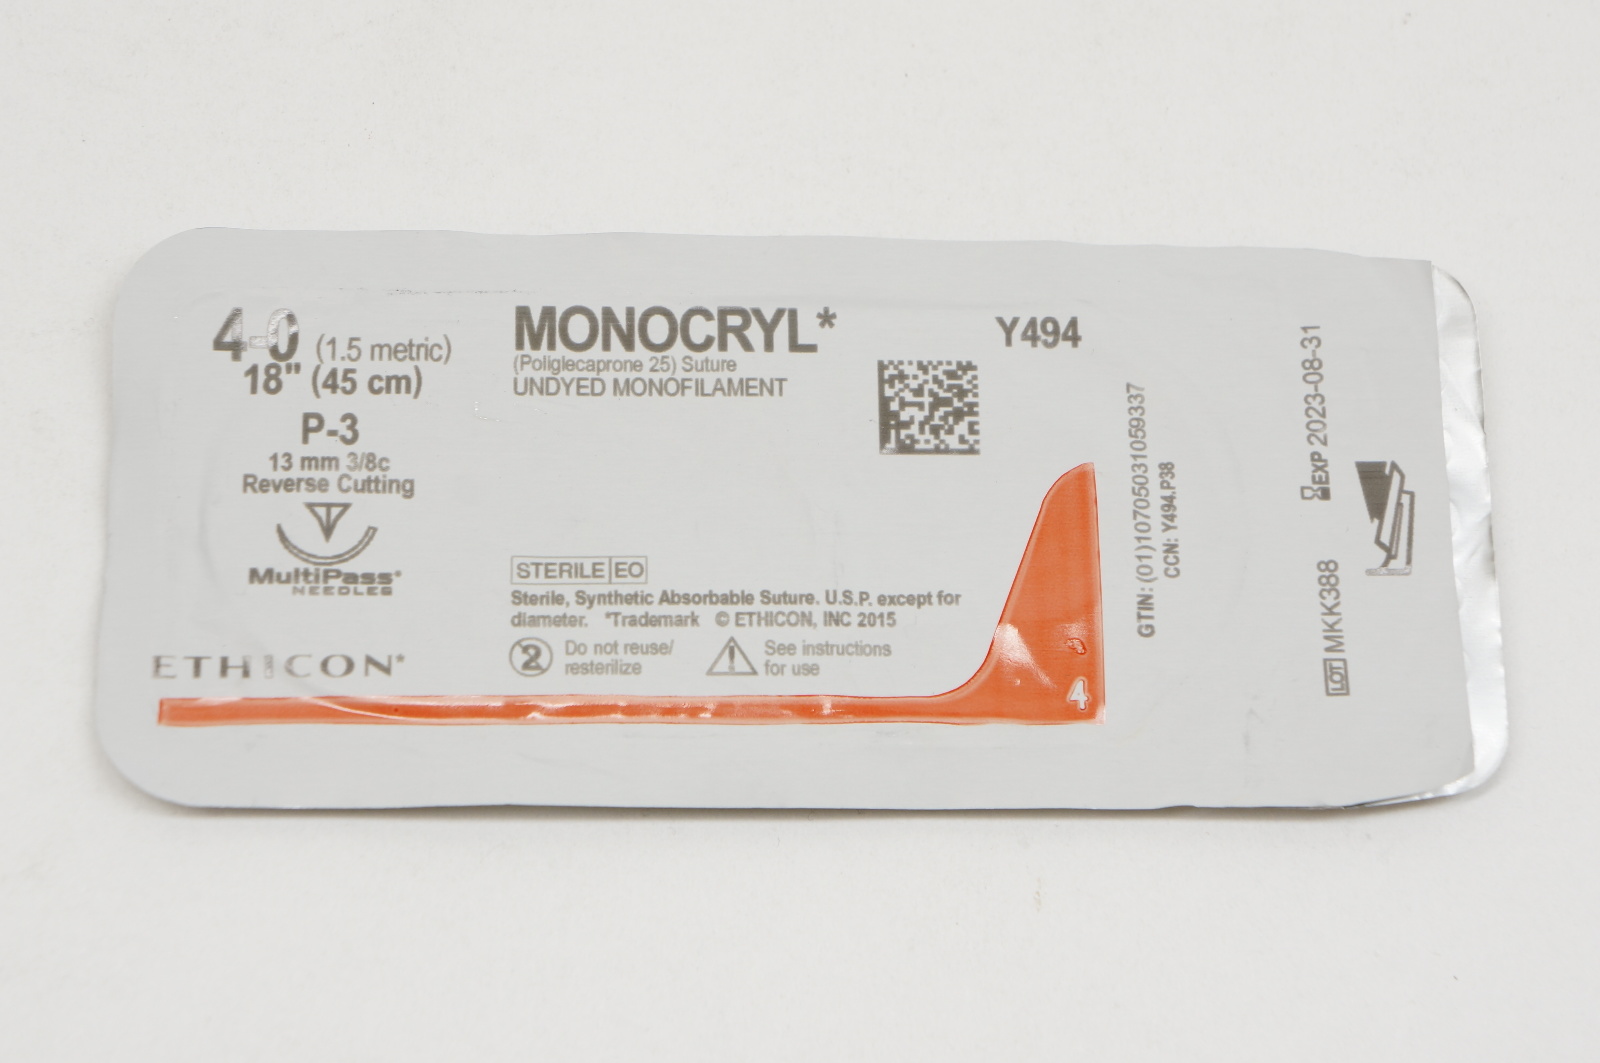 4-0 (1.5 metric)
18" (45 cm)
P-3
13 mm 3/8c
Reverse Cutting
MultiPass*
NEEDLES
ETHICON*
MONOCRYL*
(Poliglecaprone 25) Suture
UNDYED MONOFILAMENT
Y494
STERILE EO
Sterile, Synthetic Absorbable Suture. U.S.P. except for
diameter. *Trademark © ETHICON, INC 2015
2 Do not reuse/
resterilize
See instructions
for use
4
GTIN: (01)10705031059337
CCN: Y494.P38
EXP 2023-08-31
LOT MKK388